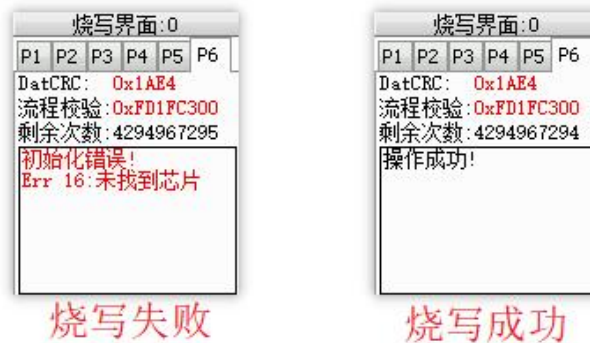 烧写界面:0
P1 P2 P3 P4 P5 P6
DatCRC: 0x1AE4
流程校验:0xFD1FC300
剩余次数:4294967295
初始化错误!
Err 16:未找到芯片
烧写失败
烧写界面:0
P1 P2 P3 P4 P5 P6
DatCRC: 0x1AE4
流程校验:0xFD1FC300
剩余次数:4294967294
操作成功!
烧写成功